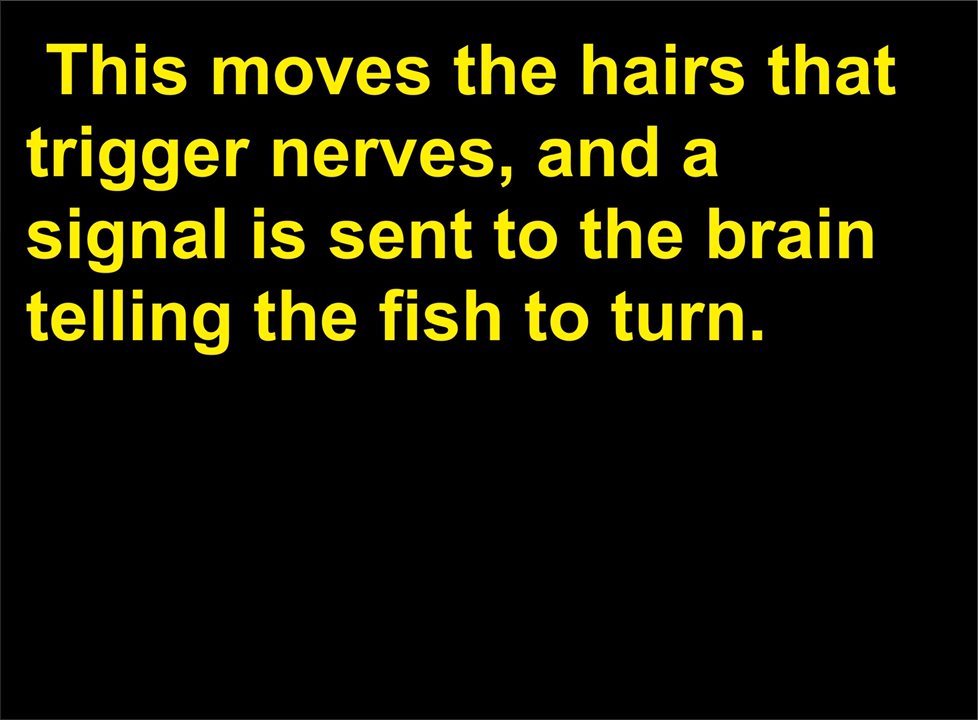 This moves the hairs that
trigger nerves, and a
signal is sent to the brain
telling the fish to turn.